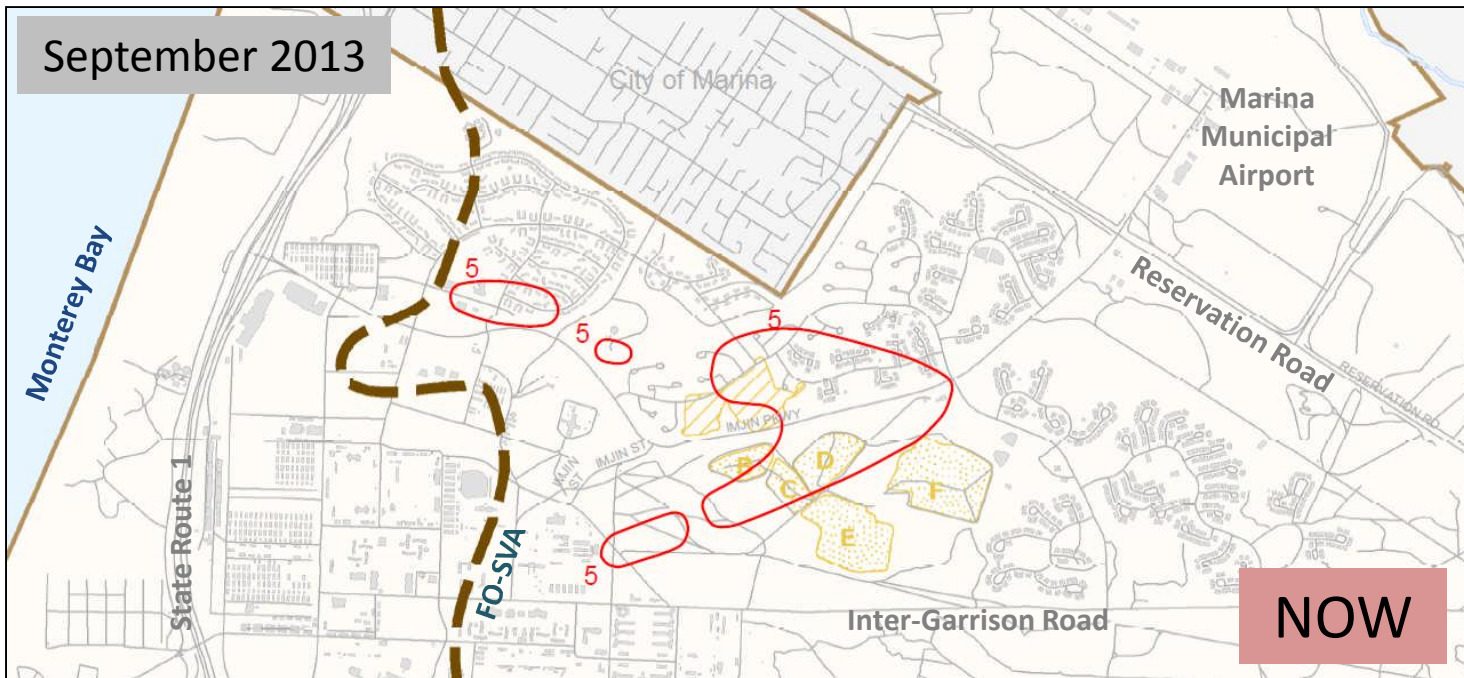 September 2013
City of Marina
Marina
Municipal
Airport
Monterey Bay
Reservation Road
RESERVATION RD
5
5
5
5
IMJIN PKWY
IMJIN ST
IMJIN
ST
B
C
D
E
F
State Route 1
FO-SVA
Inter-Garrison Road
NOW